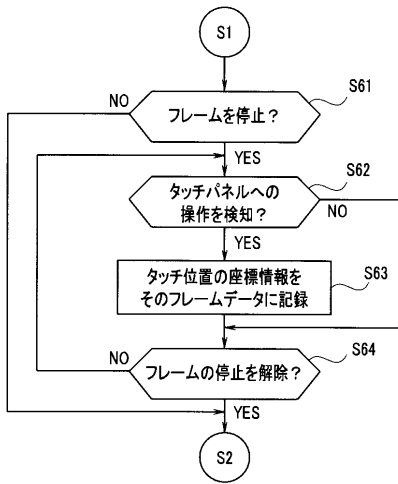 S1
S61
NO
フレームを停止?
YES
S62
タッチパネルへの
操作を検知?
NO
YES
タッチ位置の座標情報を
そのフレームデータに記録
S63
S64
NO
フレームの停止を解除?
YES
S2